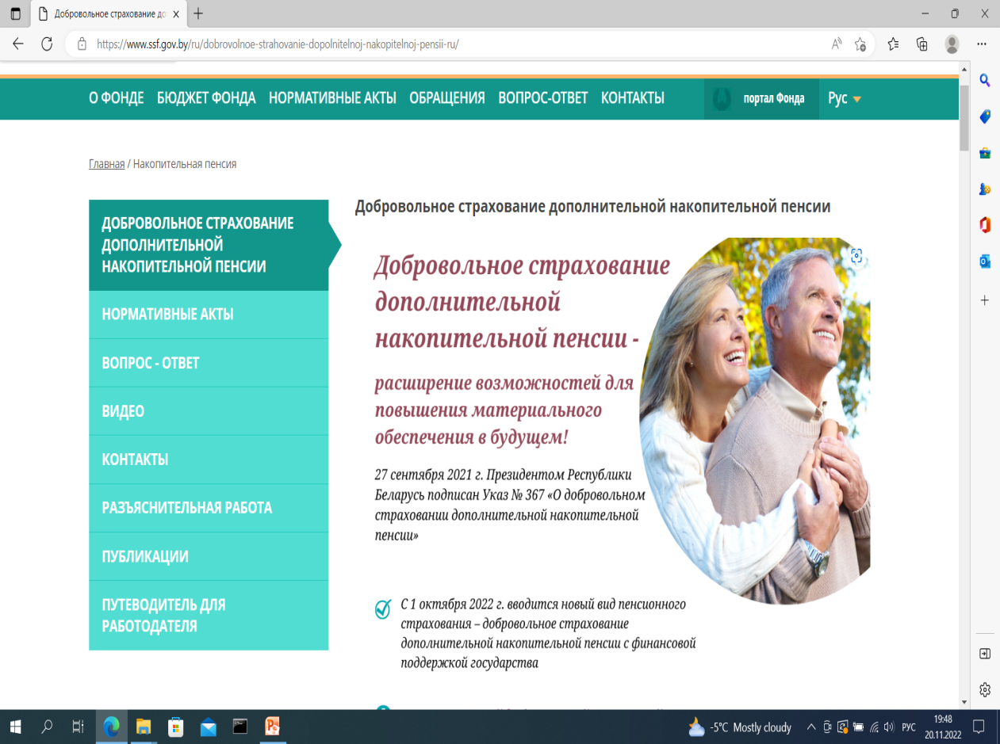 Добровольное страхование до
https://www.ssf.gov.by/ru/dobrovolnoe-strahovanie-dopolnitelnoj-nakopitelnoj-pensii-ru/
О ФОНДЕ БЮДЖЕТ ФОНДА НОРМАТИВНЫЕ АКТЫ ОБРАЩЕНИЯ ВОПРОС-ОТВЕТ КОНТАКТЫ портал Фонда Рус
Главная / Накопительная пенсия
ДОБРОВОЛЬНОЕ СТРАХОВАНИЕ
ДОПОЛНИТЕЛЬНОЙ
НАКОПИТЕЛЬНОЙ ПЕНСИИ
НОРМАТИВНЫЕ АКТЫ
ВОПРОС - ОТВЕТ
ВИДЕО
КОНТАКТЫ
РАЗЪЯСНИТЕЛЬНАЯ РАБОТА
ПУБЛИКАЦИИ
ПУТЕВОДИТЕЛЬ ДЛЯ
РАБОТОДАТЕЛЯ
Добровольное страхование дополнительной накопительной пенсии
Добровольное страхование
дополнительной
накопительной пенсии -
расширение возможностей для
повышения материального
обеспечения в будущем!
27 сентября 2021 г. Президентом Республики
Беларусь подписан Указ № 367 «О добровольном
страховании дополнительной накопительной
пенсии»
С 1 октября 2022 г. вводится новый вид пенсионного
страхования – добровольное страхование
дополнительной накопительной пенсии с финансовой
поддержкой государства
-5°C Mostly cloudy
РУС
19:48
20.11.2022